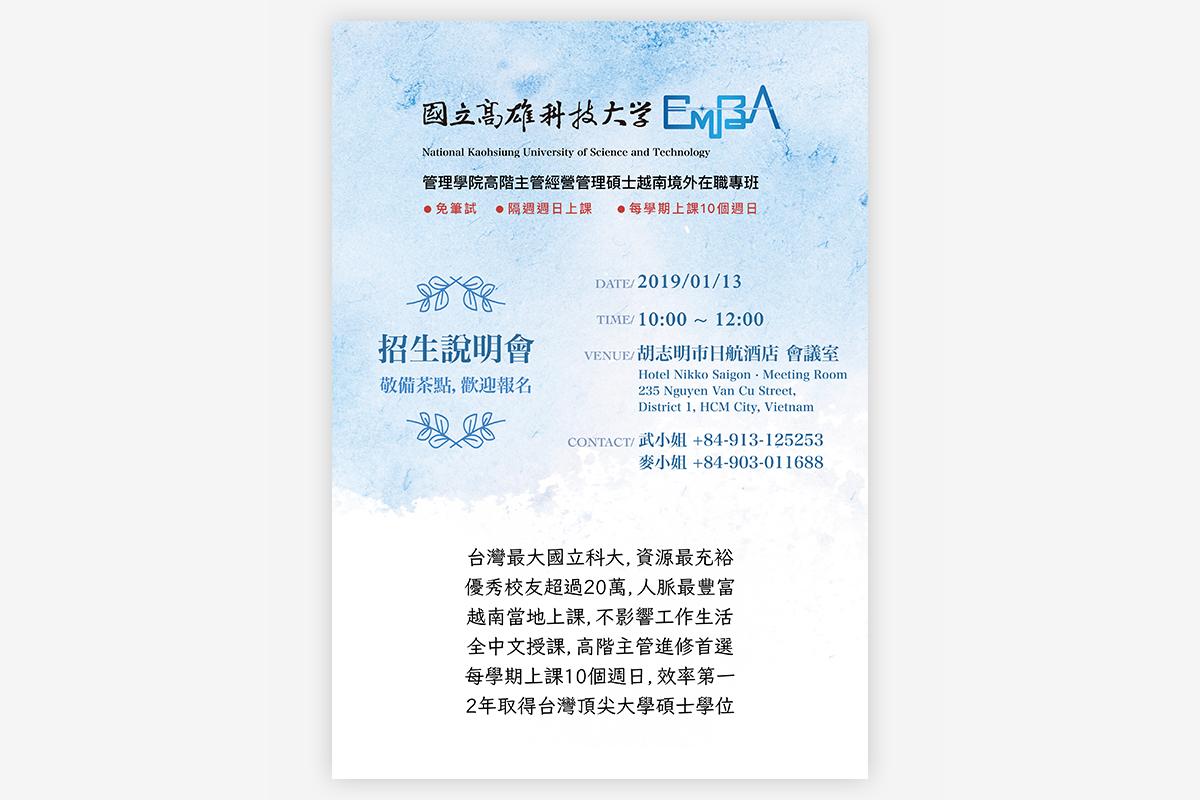 國立高雄科技大学 EMBA
National Kaohsiung University of Science and Technology
管理學院高階主管經營管理碩士越南境外在職專班
●免筆試 ●隔週週日上課 ●每學期上課10個週日
招生說明會
敬備茶點, 歡迎報名
DATE/ 2019/01/13
TIME/ 10:00 ~ 12:00
VENUE/ 胡志明市日航酒店 會議室
Hotel Nikko Saigon · Meeting Room
235 Nguyen Van Cu Street,
District 1, HCM City, Vietnam
CONTACT/ 武小姐 +84-913-125253
麥小姐 +84-903-011688
台灣最大國立科大, 資源最充裕
優秀校友超過20萬, 人脈最豐富
越南當地上課, 不影響工作生活
全中文授課, 高階主管進修首選
每學期上課10個週日, 效率第一
2年取得台灣頂尖大學碩士學位